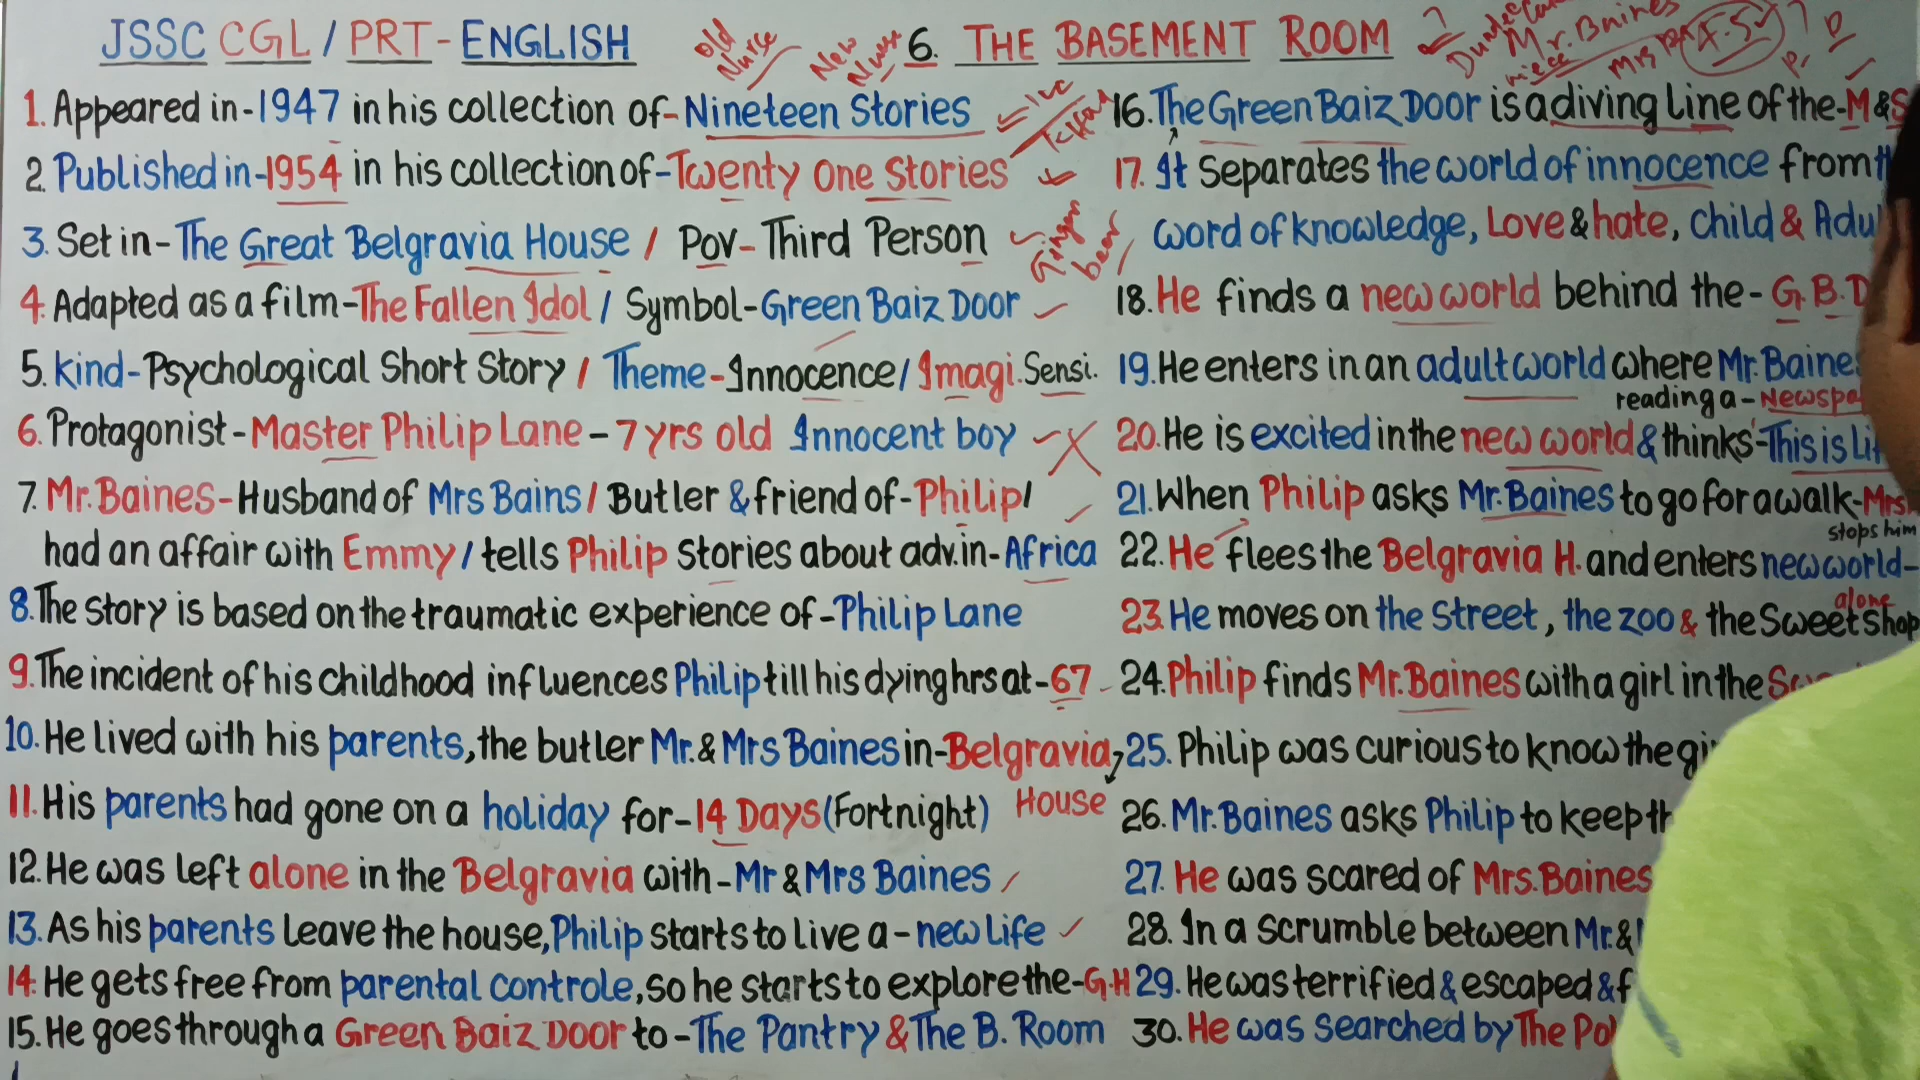 JSSC CGL / PRT - ENGLISH
6. THE BASEMENT ROOM
old Nurse
New Nurse
Mr. Baines
niece
4-5
1. Appeared in - 1947 in his collection of - Nineteen Stories
2. Published in - 1954 in his collection of - Twenty One Stories
3. Set in - The Great Belgravia House / Pov - Third Person
4. Adapted as a film - The Fallen Idol / Symbol - Green Baiz Door
5. kind - Psychological Short Story / Theme - Innocence / Imagi. Sensi.
6. Protagonist - Master Philip Lane - 7 yrs old Innocent boy
7. Mr. Baines - Husband of Mrs Bains / Butler & friend of - Philip /
had an affair with Emmy / tells Philip Stories about adv. in - Africa
8. The story is based on the traumatic experience of - Philip Lane
9. The incident of his childhood influences Philip till his dying hrs at - 67
10. He lived with his parents, the butler Mr. & Mrs Baines in - Belgravia
House
11. His parents had gone on a holiday for - 14 Days (Fortnight)
12. He was left alone in the Belgravia with - Mr & Mrs Baines
13. As his parents Leave the house, Philip starts to live a - new Life
14. He gets free from parental controle, so he starts to explore the - G.H
15. He goes through a Green Baiz Door to - The Pantry & The B. Room
Ginger beer
16. The Green Baiz Door is a diving line of the - M & S
17. It Separates the world of innocence from
word of knowledge, Love & hate, child &
18. He finds a new world behind the - G. B. D
19. He enters in an adult world where Mr. Baines
reading a -
20. He is excited in the new world & thinks - 'This is
21. When Philip asks Mr. Baines to go for a walk - Mrs.
stops him
22. He flees the Belgravia H. and enters new world -
alone
23. He moves on the Street, the zoo & the Sweet shop
24. Philip finds Mr. Baines with a girl in the
25. Philip was curious to know the
26. Mr. Baines asks Philip to keep
27. He was scared of Mrs. Baines
28. In a scrumble between Mr. &
29. He was terrified & escaped &
30. He was searched by The